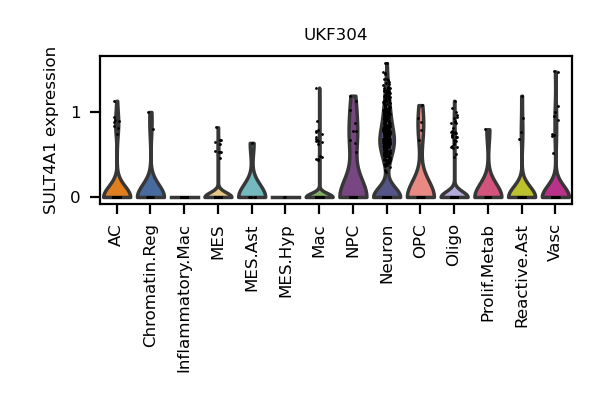 UKF304
SULT4A1 expression
1
0
AC
Chromatin.Reg
Inflammatory.Mac
MES
MES.Ast
MES.Hyp
Mac
NPC
Neuron
OPC
Oligo
Prolif.Metab
Reactive.Ast
Vasc